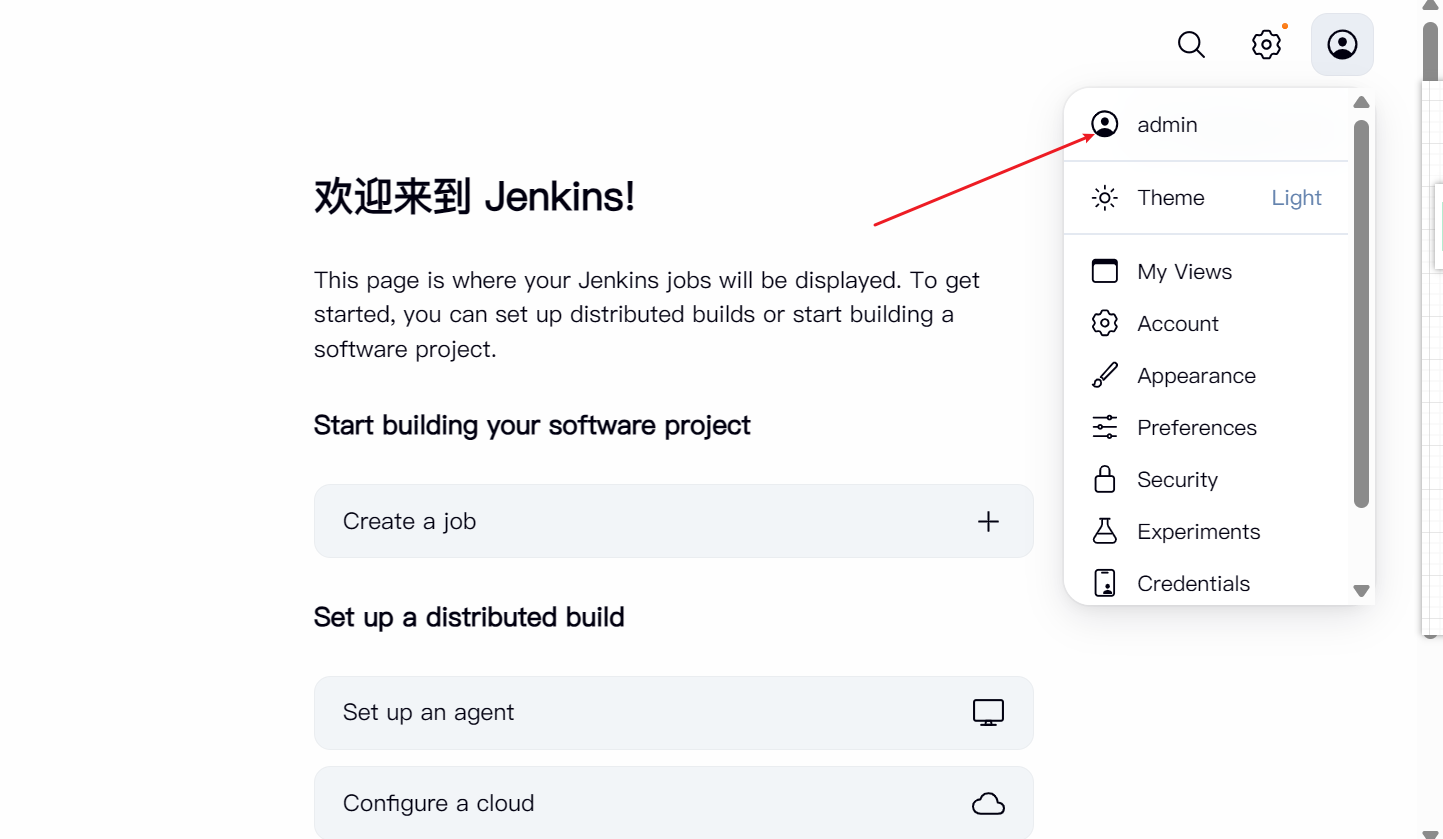 admin
Theme Light
My Views
Account
Appearance
Preferences
Security
Experiments
Credentials
欢迎来到 Jenkins!
This page is where your Jenkins jobs will be displayed. To get
started, you can set up distributed builds or start building a
software project.
Start building your software project
Create a job
Set up a distributed build
Set up an agent
Configure a cloud